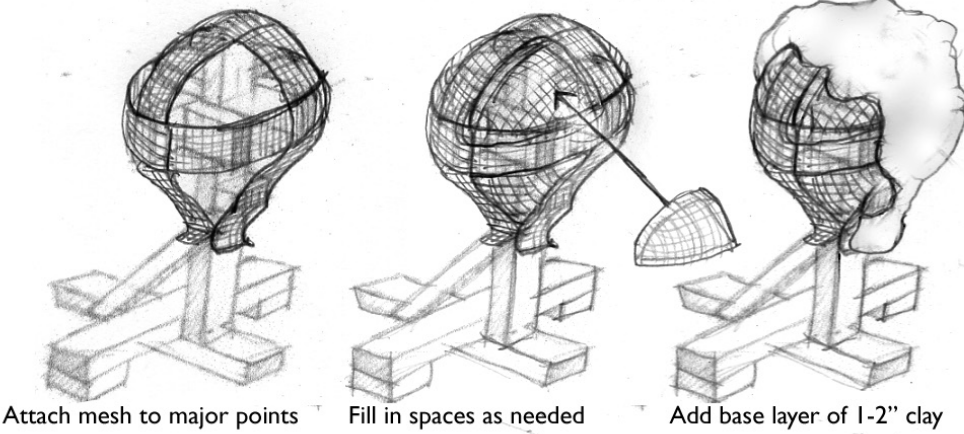 Attach mesh to major points
Fill in spaces as needed
Add base layer of 1-2” clay